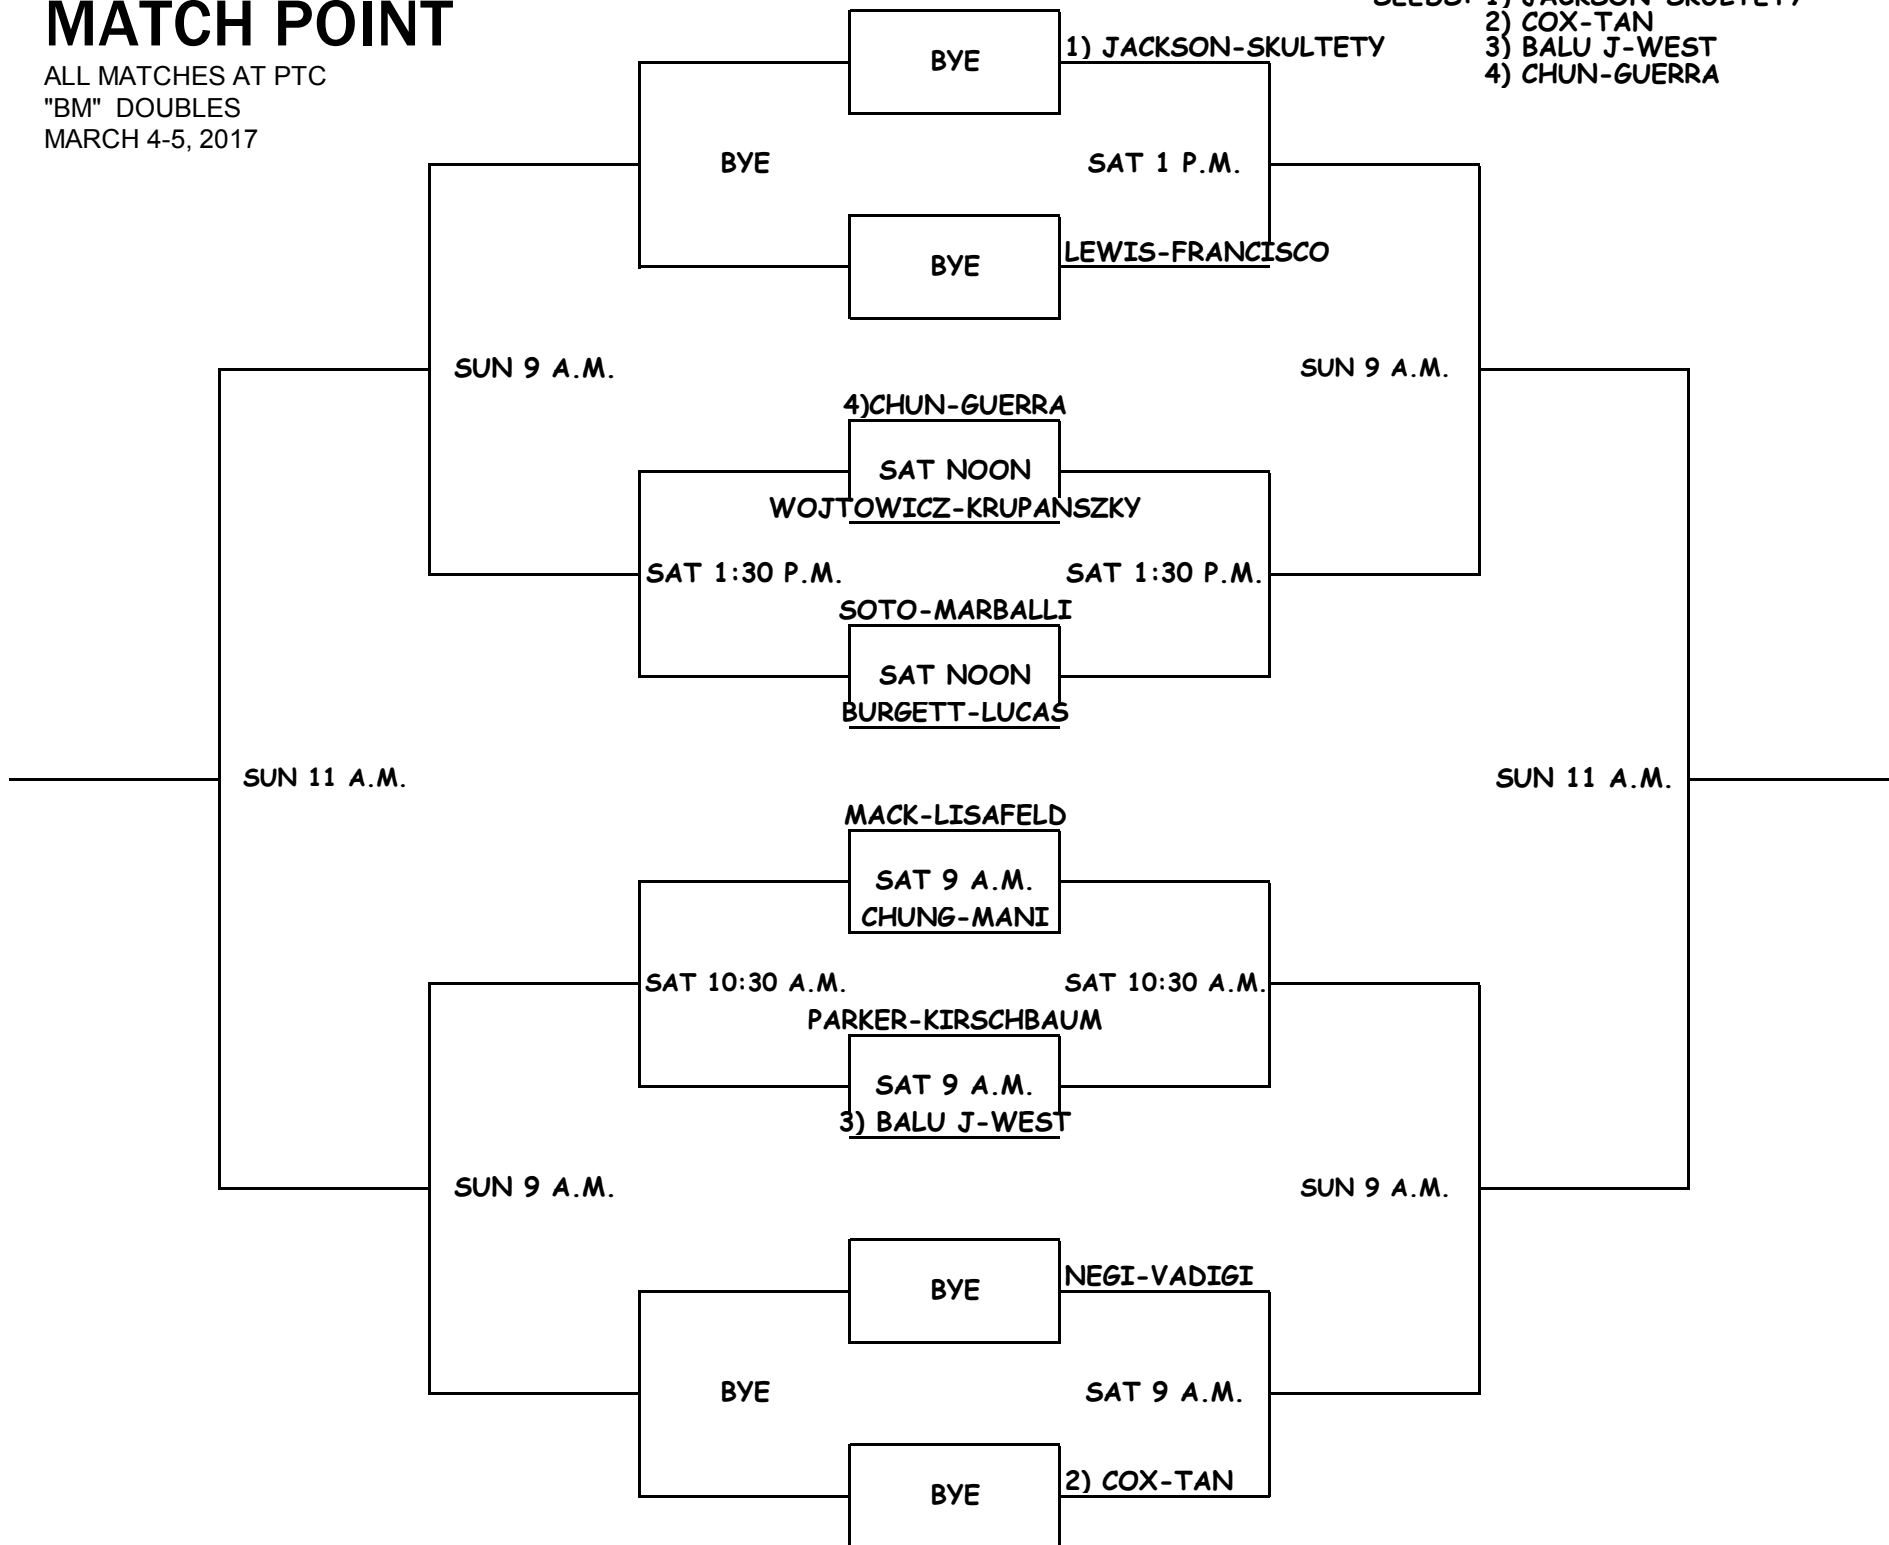 MATCH POINT
SEEDS: 1) JACKSON-SKULTETY
2) COX-TAN
3) BALU J-WEST
4) CHUN-GUERRA
ALL MATCHES AT PTC
"BM" DOUBLES
MARCH 4-5, 2017
BYE
1) JACKSON-SKULTETY
BYE
SAT 1 P.M.
BYE
LEWIS-FRANCISCO
SUN 9 A.M.
SUN 9 A.M.
4)CHUN-GUERRA
SAT NOON
WOJTOWICZ-KRUPANSZKY
SAT 1:30 P.M.
SAT 1:30 P.M.
SOTO-MARBALLI
SAT NOON
BURGETT-LUCAS
SUN 11 A.M.
SUN 11 A.M.
MACK-LISAFELD
SAT 9 A.M.
CHUNG-MANI
SAT 10:30 A.M.
SAT 10:30 A.M.
PARKER-KIRSCHBAUM
SAT 9 A.M.
3) BALU J-WEST
SUN 9 A.M.
SUN 9 A.M.
BYE
NEGI-VADIGI
BYE
SAT 9 A.M.
BYE
2) COX-TAN